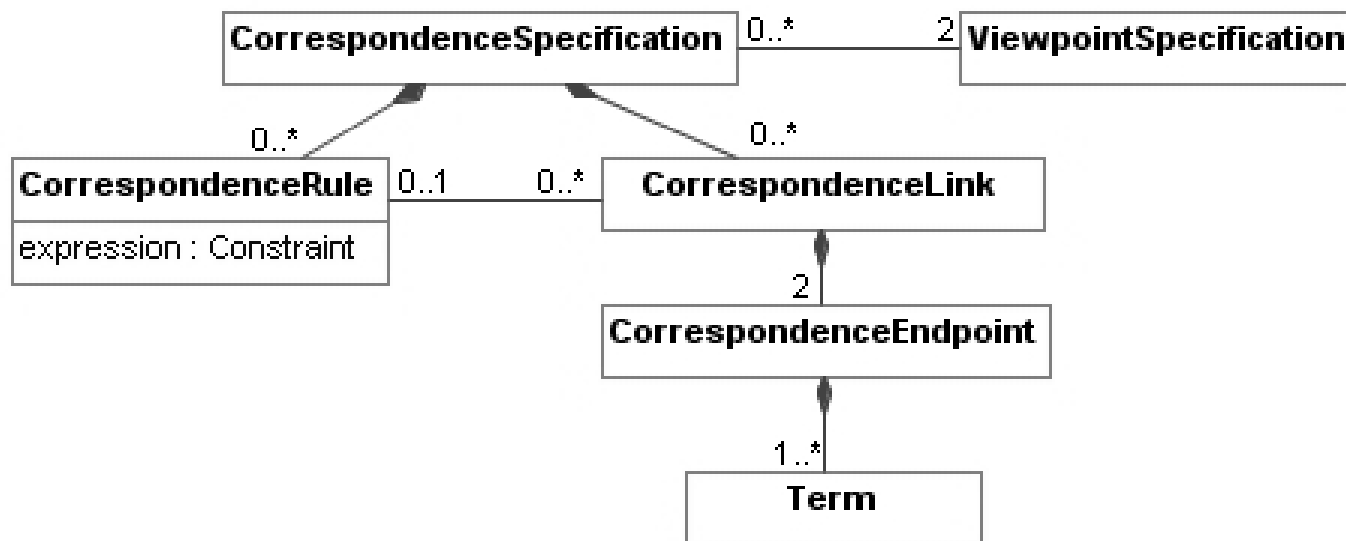 CorrespondenceSpecification 0..* 2 ViewpointSpecification
0..* 0..*
CorrespondenceRule 0..1 0..* CorrespondenceLink
expression : Constraint
2
CorrespondenceEndpoint
1..*
Term